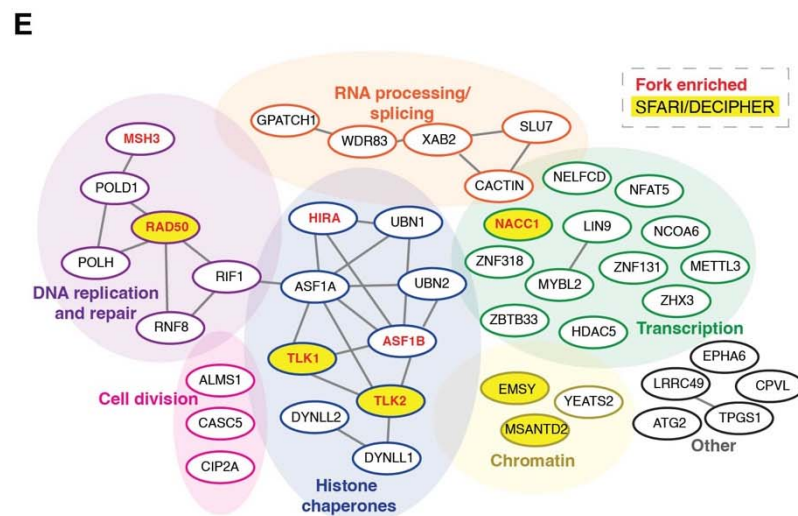 E
RNA processing/
splicing
Fork enriched
SFARI/DECIPHER
GPATCH1
WDR83
XAB2
SLU7
CACTIN
MSH3
POLD1
RAD50
POLH
RIF1
RNF8
DNA replication
and repair
HIRA
UBN1
ASF1A
UBN2
ASF1B
TLK1
TLK2
DYNLL2
DYNLL1
Histone
chaperones
NELFCD
NFAT5
NACC1
LIN9
NCOA6
ZNF318
MYBL2
ZNF131
METTL3
ZHX3
ZBTB33
HDAC5
Transcription
Cell division
ALMS1
CASC5
CIP2A
EMSY
YEATS2
MSANTD2
Chromatin
EPHA6
LRRC49
CPVL
ATG2
TPGS1
Other